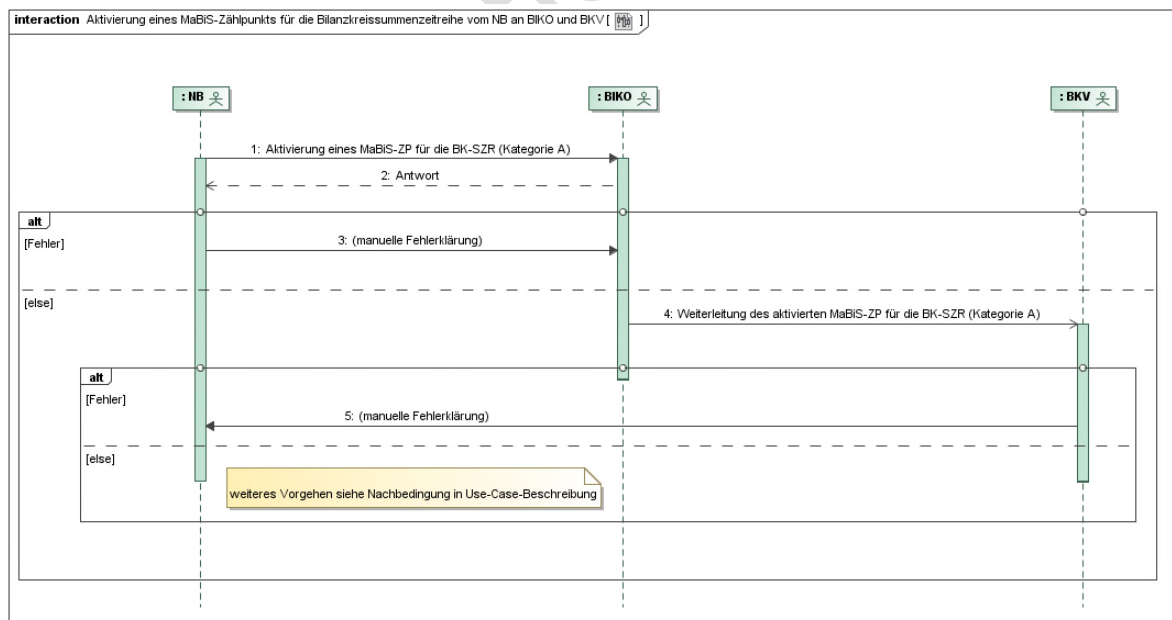 interaction Aktivierung eines MaBiS-Zählpunkts für die Bilanzkreissummenzeitreihe vom NB an BIKO und BKV [ ]
: NB
: BIKO
: BKV
1: Aktivierung eines MaBiS-ZP für die BK-SZR (Kategorie A)
2: Antwort
alt
[Fehler]
3: (manuelle Fehlerklärung)
[else]
4: Weiterleitung des aktivierten MaBiS-ZP für die BK-SZR (Kategorie A)
alt
[Fehler]
5: (manuelle Fehlerklärung)
[else]
weiteres Vorgehen siehe Nachbedingung in Use-Case-Beschreibung